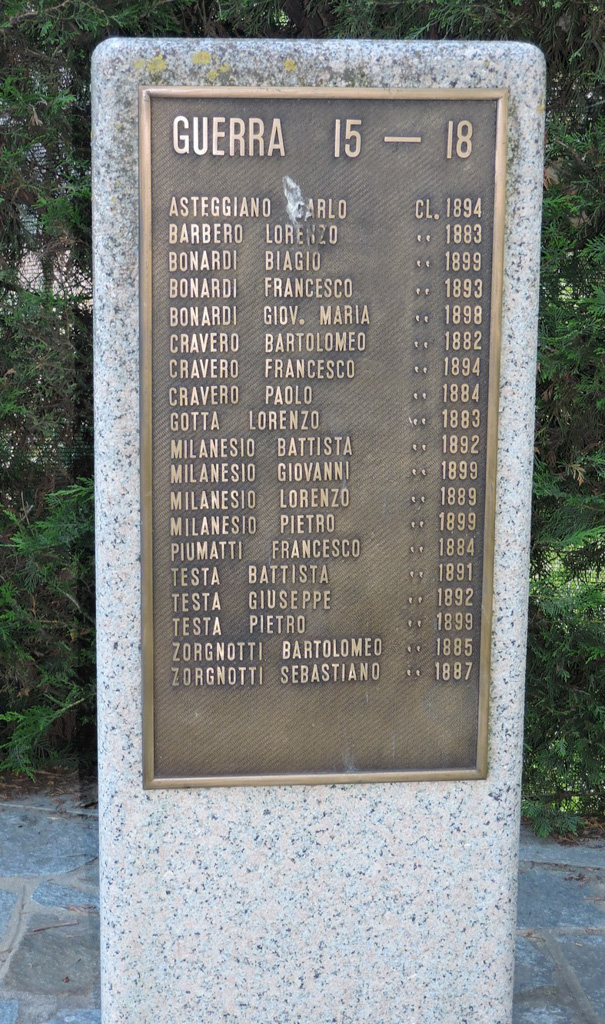 GUERRA 15 — 18
ASTEGGIANO CARLO CL. 1894
BARBERO LORENZO " 1883
BONARDI BIAGIO " 1899
BONARDI FRANCESCO " 1893
BONARDI GIOV. MARIA " 1898
CRAVERO BARTOLOMEO " 1882
CRAVERO FRANCESCO " 1894
CRAVERO PAOLO " 1884
GOTTA LORENZO " 1883
MILANESIO BATTISTA " 1892
MILANESIO GIOVANNI " 1899
MILANESIO LORENZO " 1889
MILANESIO PIETRO " 1899
PIUMATTI FRANCESCO " 1884
TESTA BATTISTA " 1891
TESTA GIUSEPPE " 1892
TESTA PIETRO " 1899
ZORGNOTTI BARTOLOMEO " 1885
ZORGNOTTI SEBASTIANO " 1887